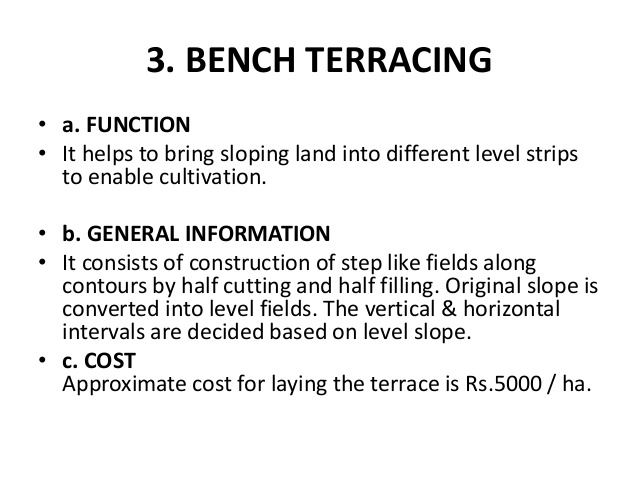 3. BENCH TERRACING
• a. FUNCTION
• It helps to bring sloping land into different level strips
to enable cultivation.
• b. GENERAL INFORMATION
• It consists of construction of step like fields along
contours by half cutting and half filling. Original slope is
converted into level fields. The vertical & horizontal
intervals are decided based on level slope.
• c. COST
Approximate cost for laying the terrace is Rs.5000 / ha.